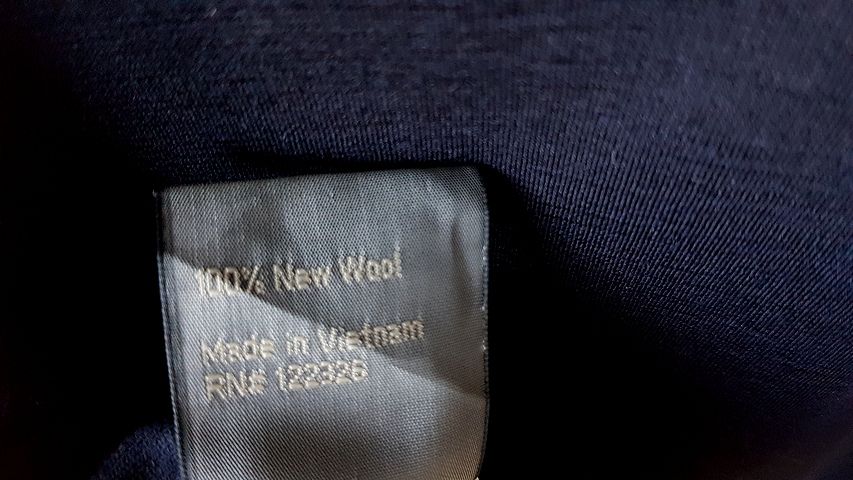 100% New Wool
Made in Vietnam
RN# 122326